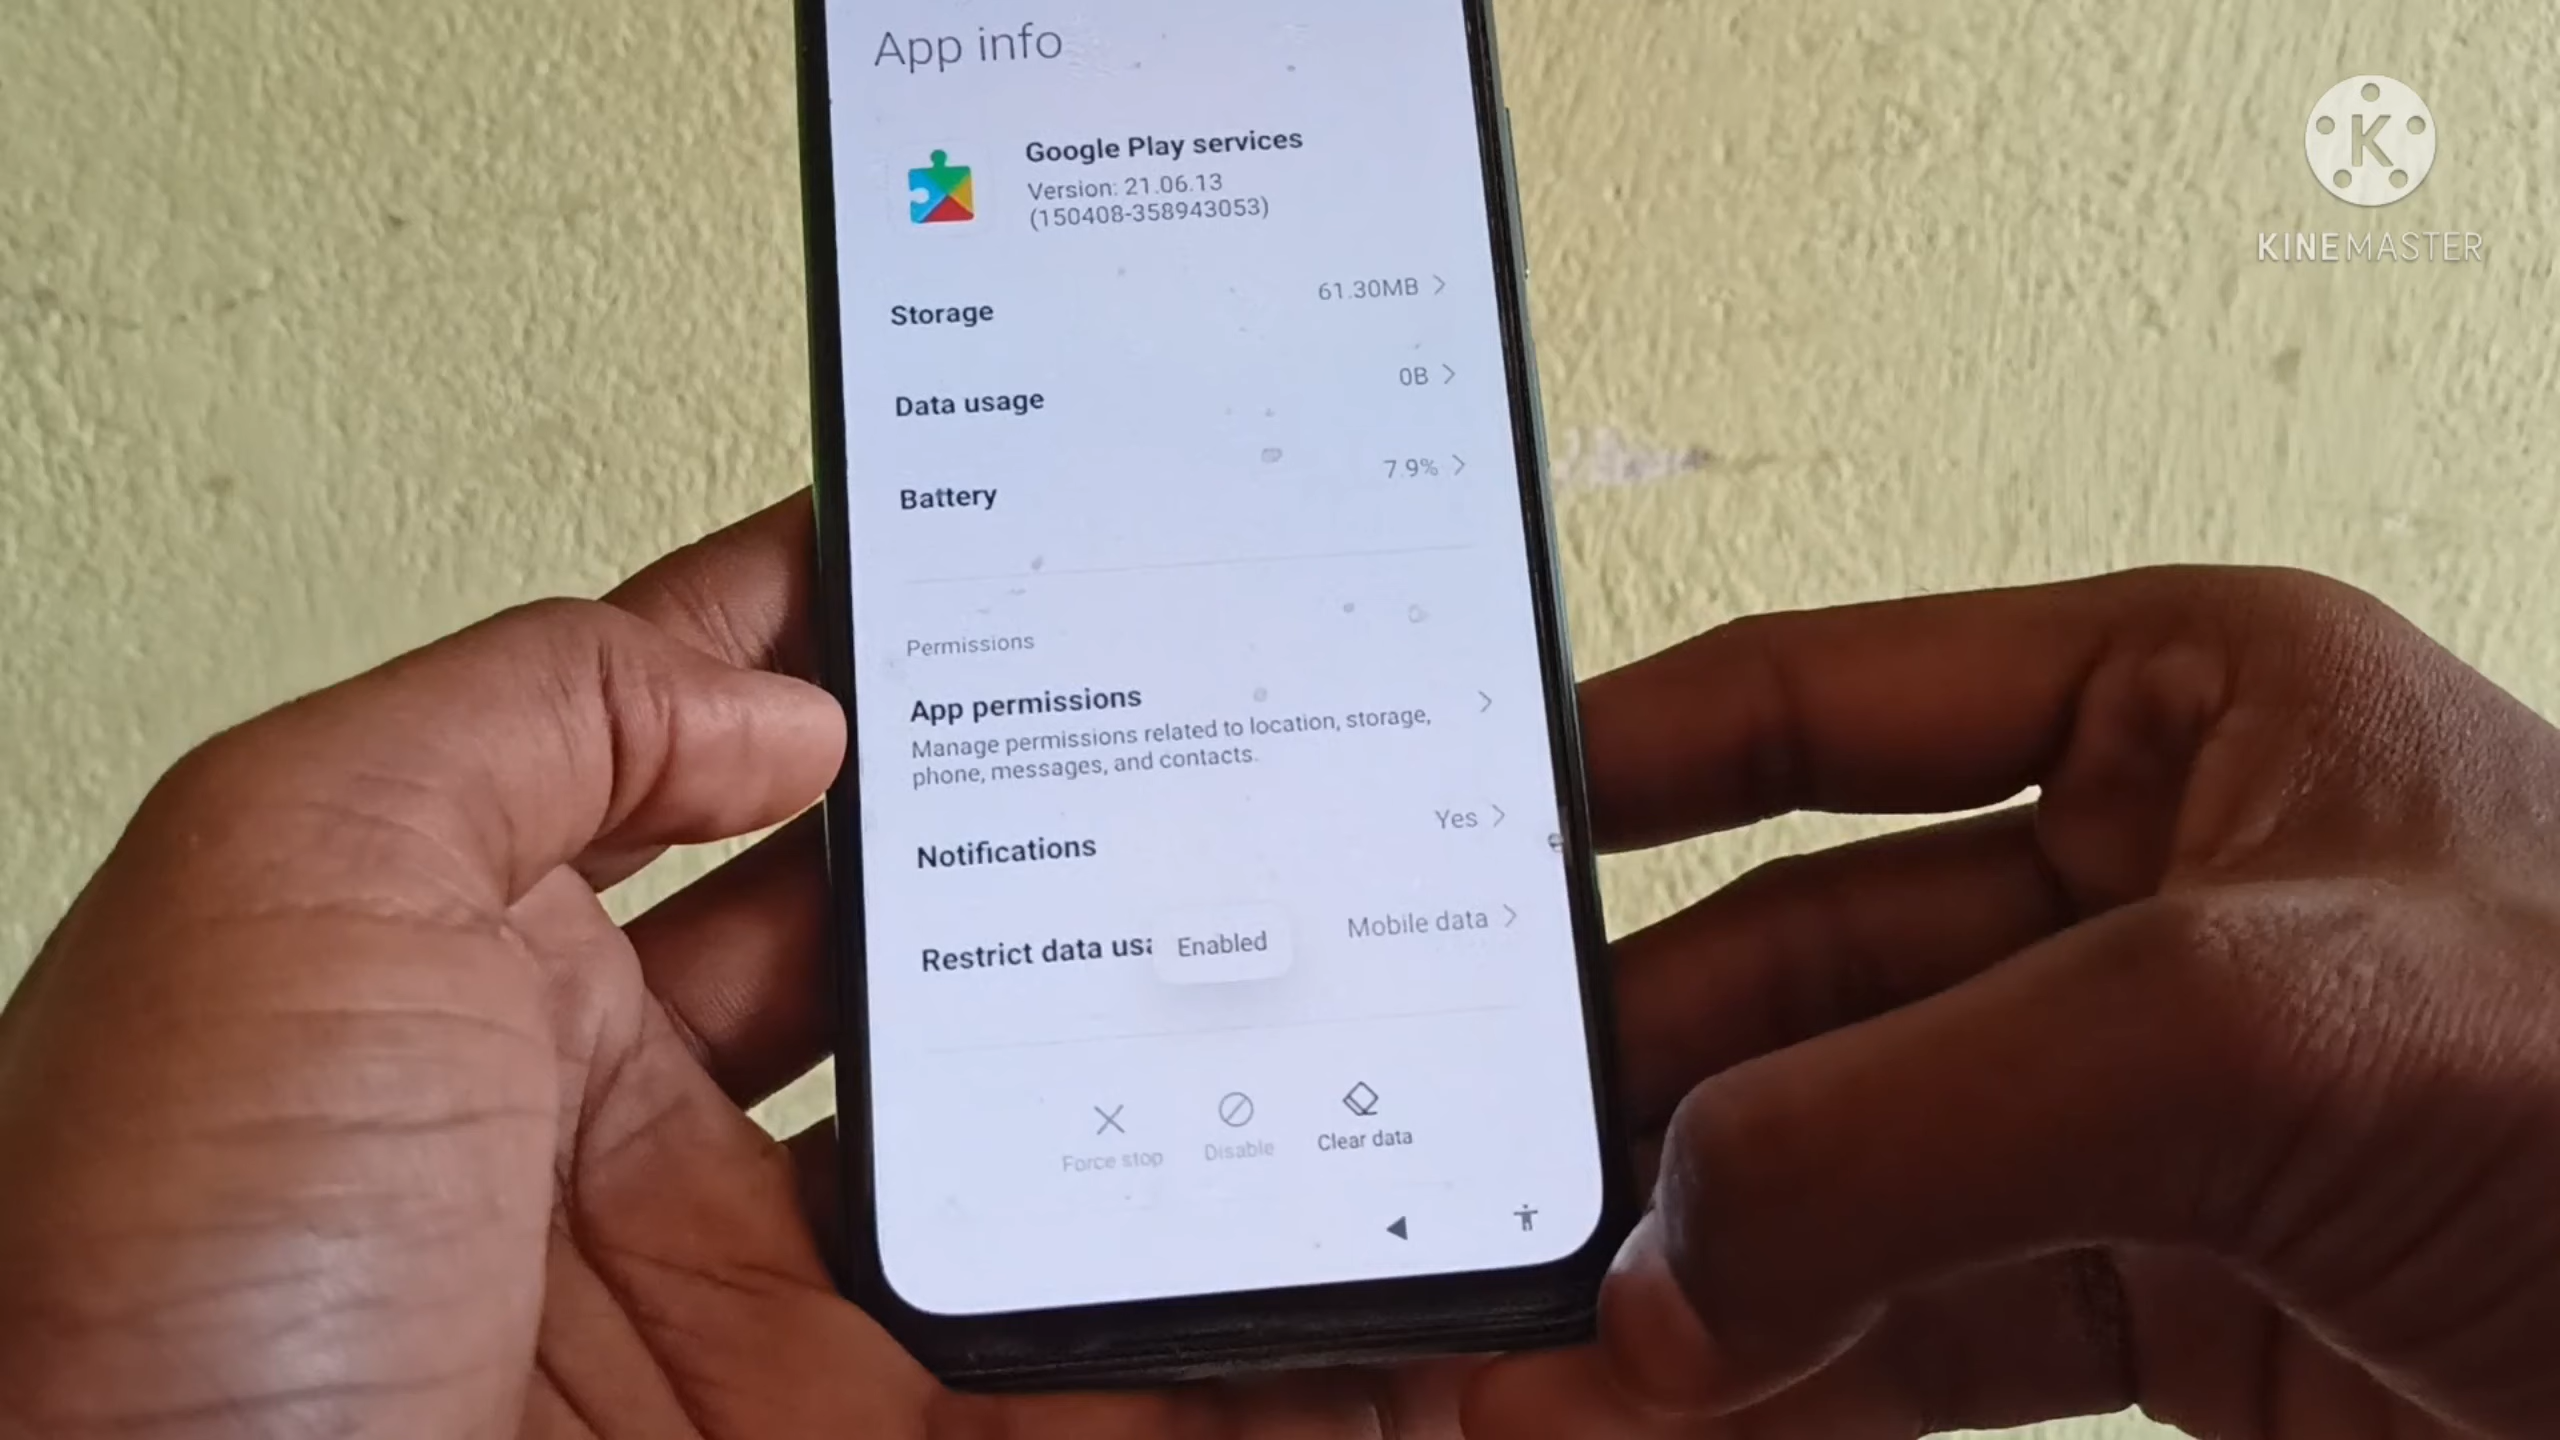 App info
Google Play services
Version: 21.06.13
(150408-358943053)
Storage 61.30MB
Data usage 0B
Battery 7.9%
Permissions
App permissions
Manage permissions related to location, storage,
phone, messages, and contacts.
Notifications Yes
Restrict data usa Enabled Mobile data
Force stop Disable Clear data
K
KINEMASTER